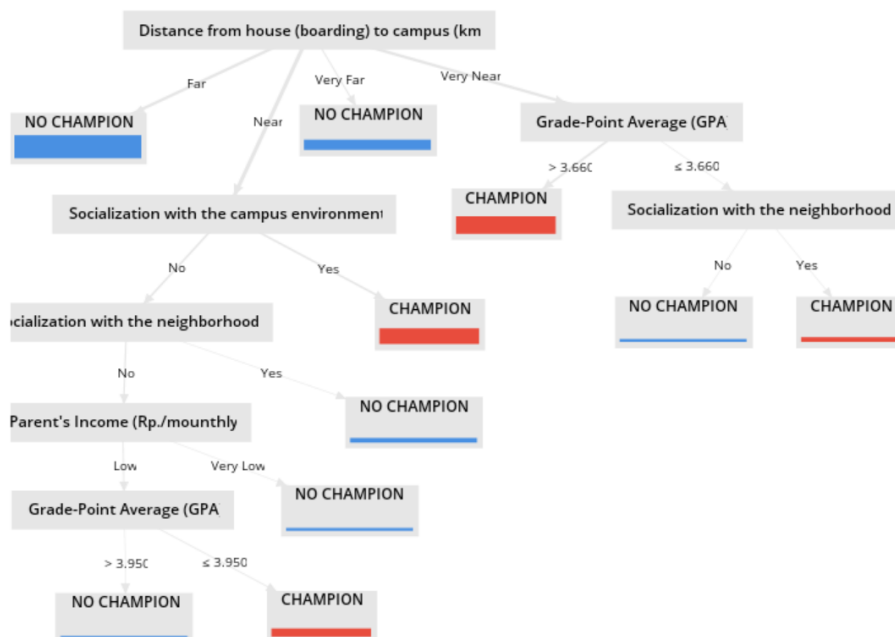 Distance from house (boarding) to campus (km
Far
Very Far
Very Near
NO CHAMPION
Near
NO CHAMPION
Grade-Point Average (GPA
> 3.660
≤ 3.660
Socialization with the campus environment
CHAMPION
Socialization with the neighborhood
No
Yes
No
Yes
ocialization with the neighborhood
CHAMPION
NO CHAMPION
CHAMPION
No
Yes
Parent's Income (Rp./mounthly
NO CHAMPION
Low
Very Low
Grade-Point Average (GPA
NO CHAMPION
> 3.950
≤ 3.950
NO CHAMPION
CHAMPION